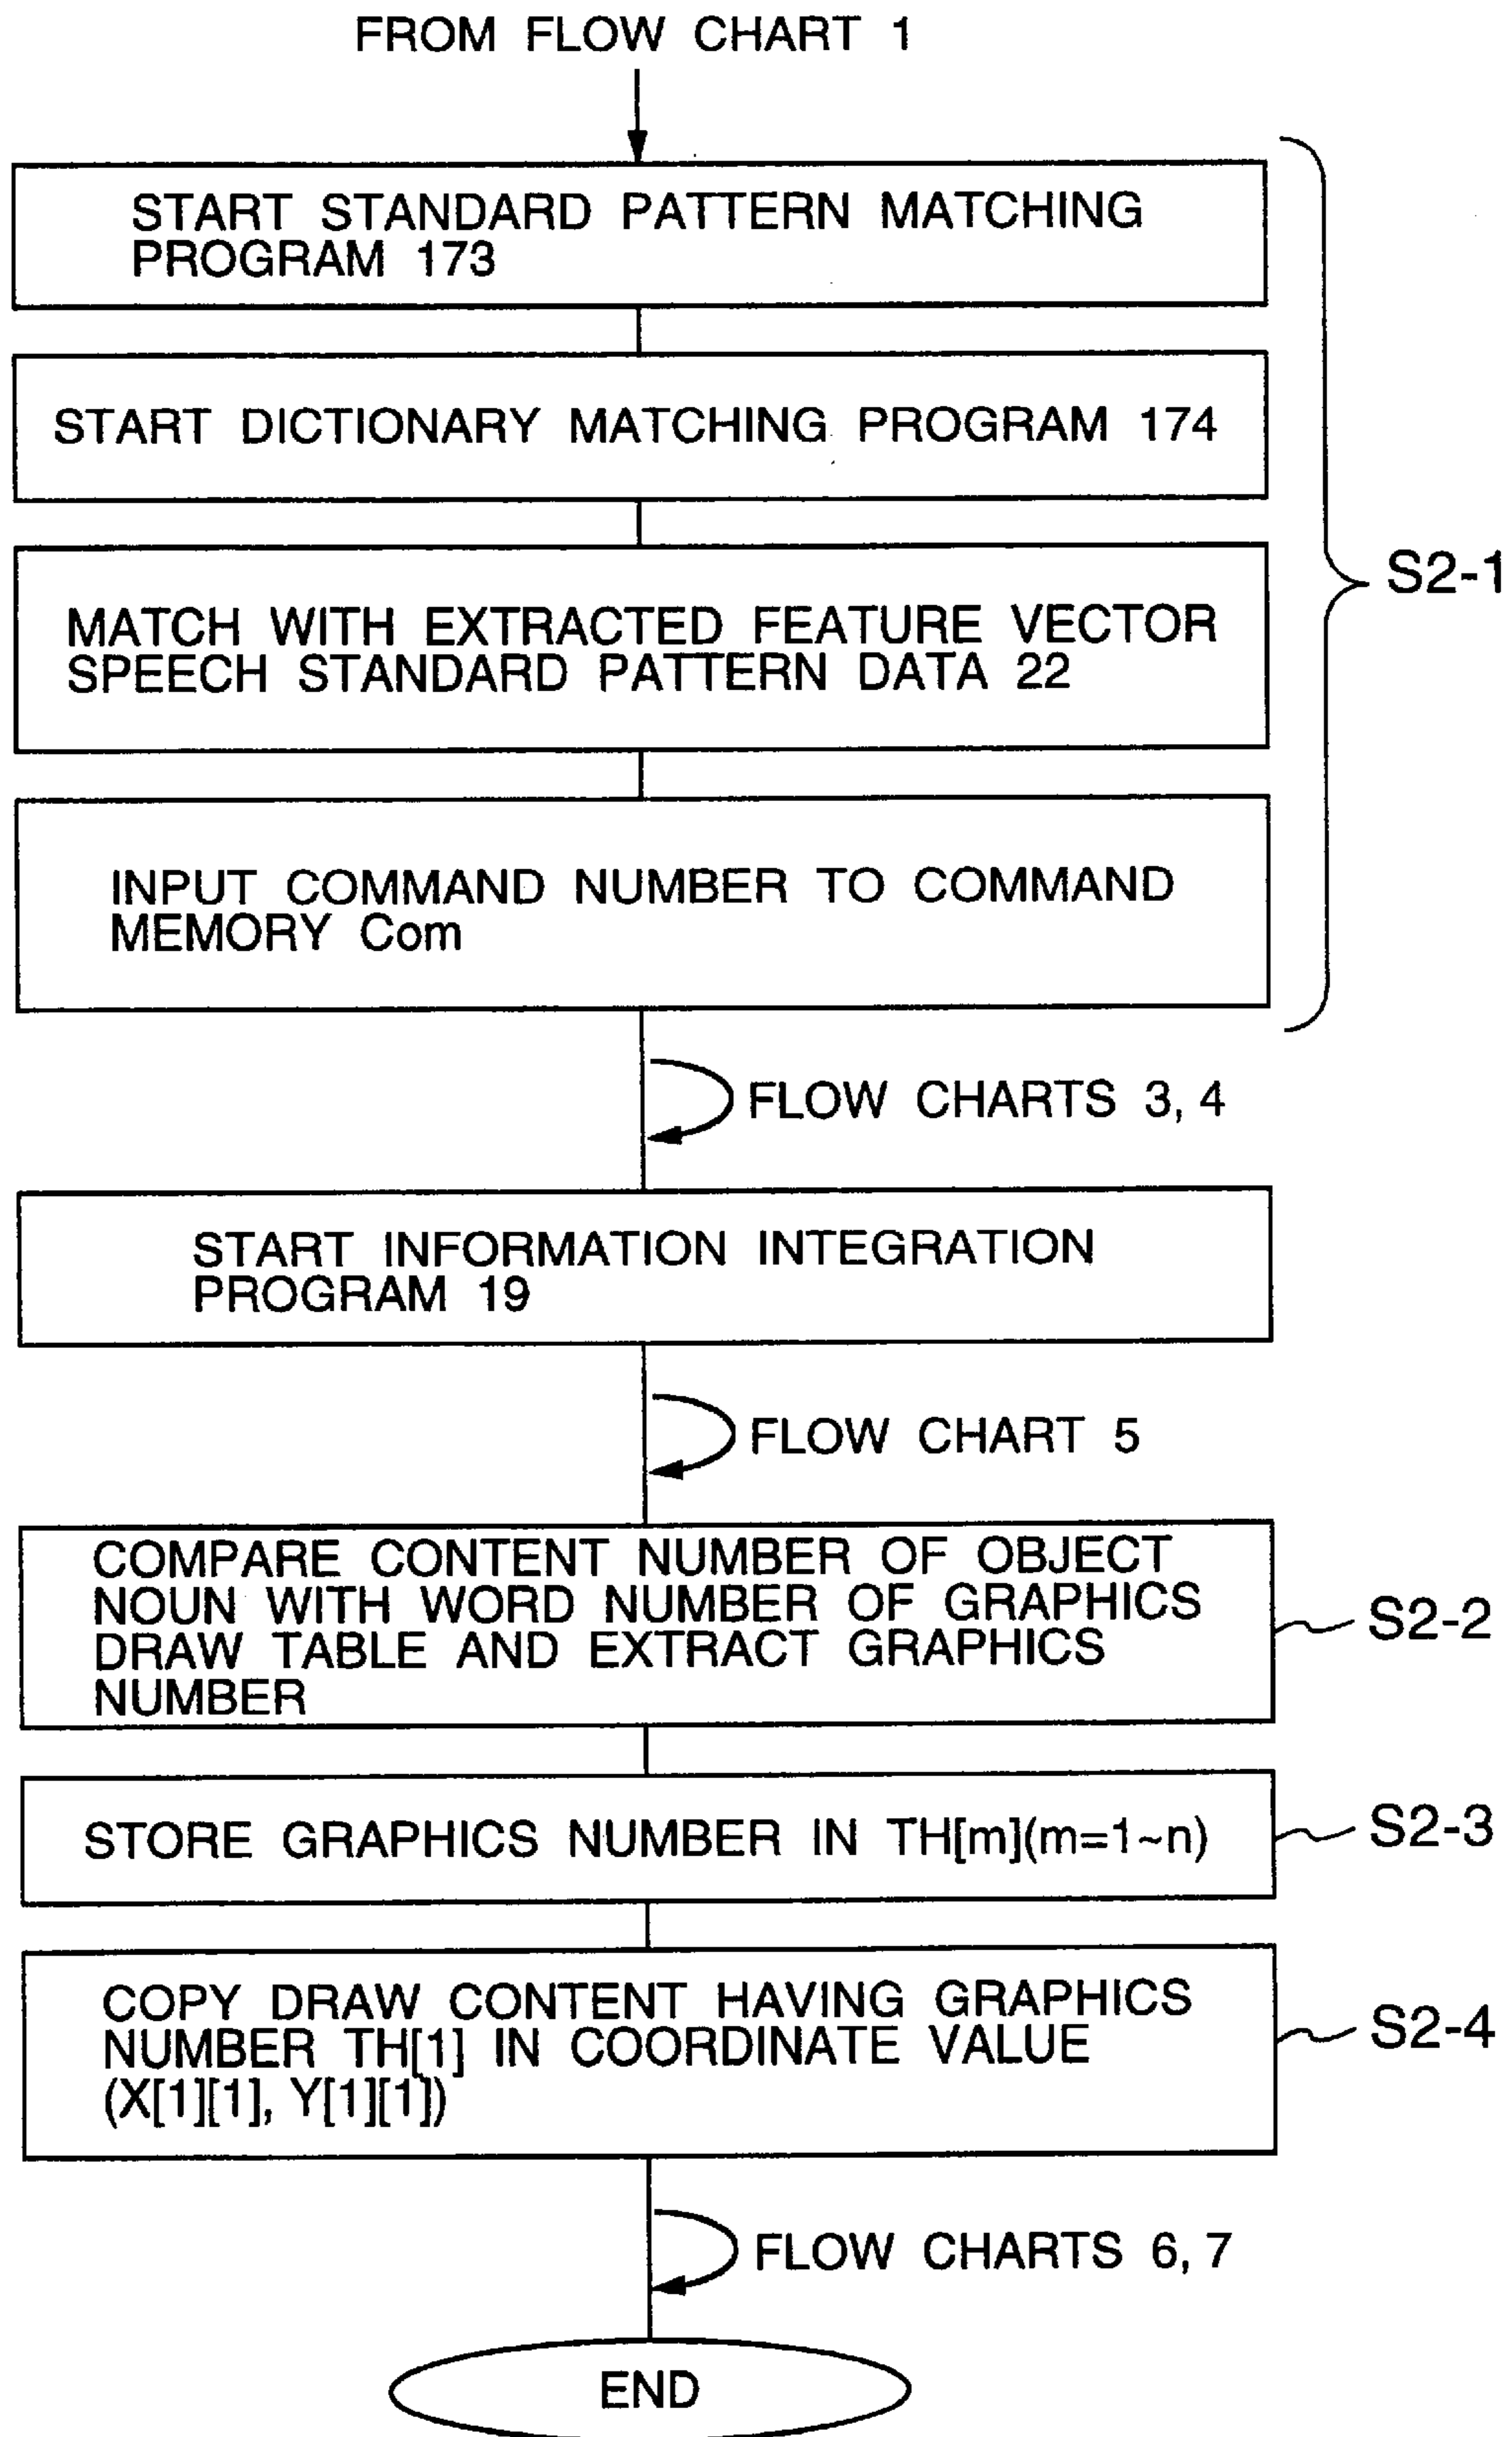 FROM FLOW CHART 1
START STANDARD PATTERN MATCHING
PROGRAM 173
START DICTIONARY MATCHING PROGRAM 174
MATCH WITH EXTRACTED FEATURE VECTOR
SPEECH STANDARD PATTERN DATA 22
S2-1
INPUT COMMAND NUMBER TO COMMAND
MEMORY Com
FLOW CHARTS 3, 4
START INFORMATION INTEGRATION
PROGRAM 19
FLOW CHART 5
COMPARE CONTENT NUMBER OF OBJECT
NOUN WITH WORD NUMBER OF GRAPHICS
DRAW TABLE AND EXTRACT GRAPHICS
NUMBER
S2-2
STORE GRAPHICS NUMBER IN TH[m](m=1~n)
S2-3
COPY DRAW CONTENT HAVING GRAPHICS
NUMBER TH[1] IN COORDINATE VALUE
(X[1][1], Y[1][1])
S2-4
FLOW CHARTS 6, 7
END